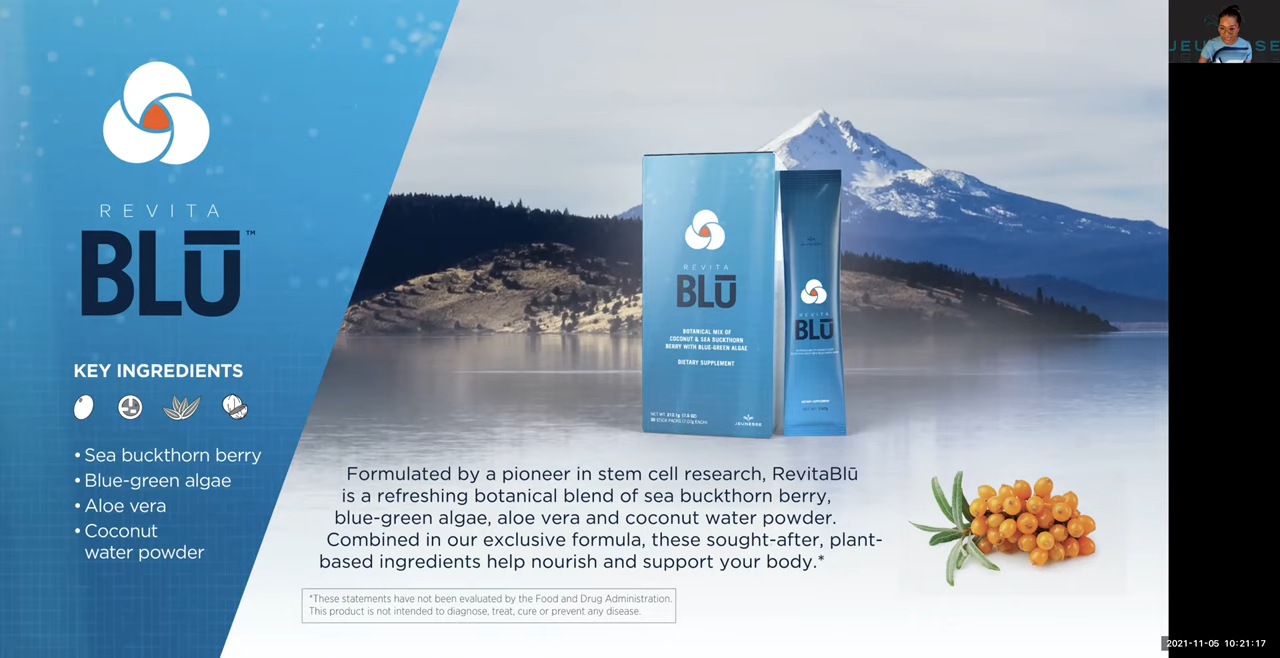 REVITA
BLŪ™
KEY INGREDIENTS
• Sea buckthorn berry
• Blue-green algae
• Aloe vera
• Coconut
water powder
REVITA
BLŪ
BOTANICAL MIX OF
COCONUT & SEA BUCKTHORN
BERRY WITH BLUE-GREEN ALGAE
DIETARY SUPPLEMENT
JEUNESSE
REVITA
BLŪ
Formulated by a pioneer in stem cell research, RevitaBlū
is a refreshing botanical blend of sea buckthorn berry,
blue-green algae, aloe vera and coconut water powder.
Combined in our exclusive formula, these sought-after, plant-
based ingredients help nourish and support your body.*
*These statements have not been evaluated by the Food and Drug Administration.
This product is not intended to diagnose, treat, cure or prevent any disease.
2021-11-05 10:21:17